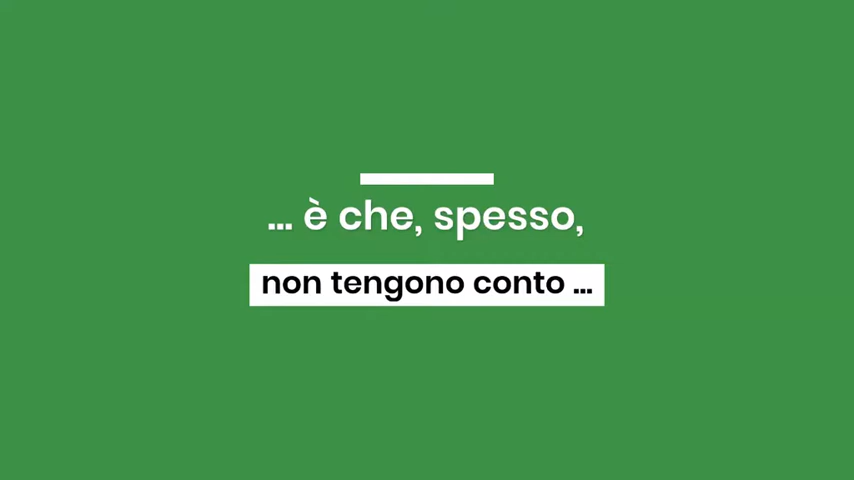 ... è che, spesso,
non tengono conto ...